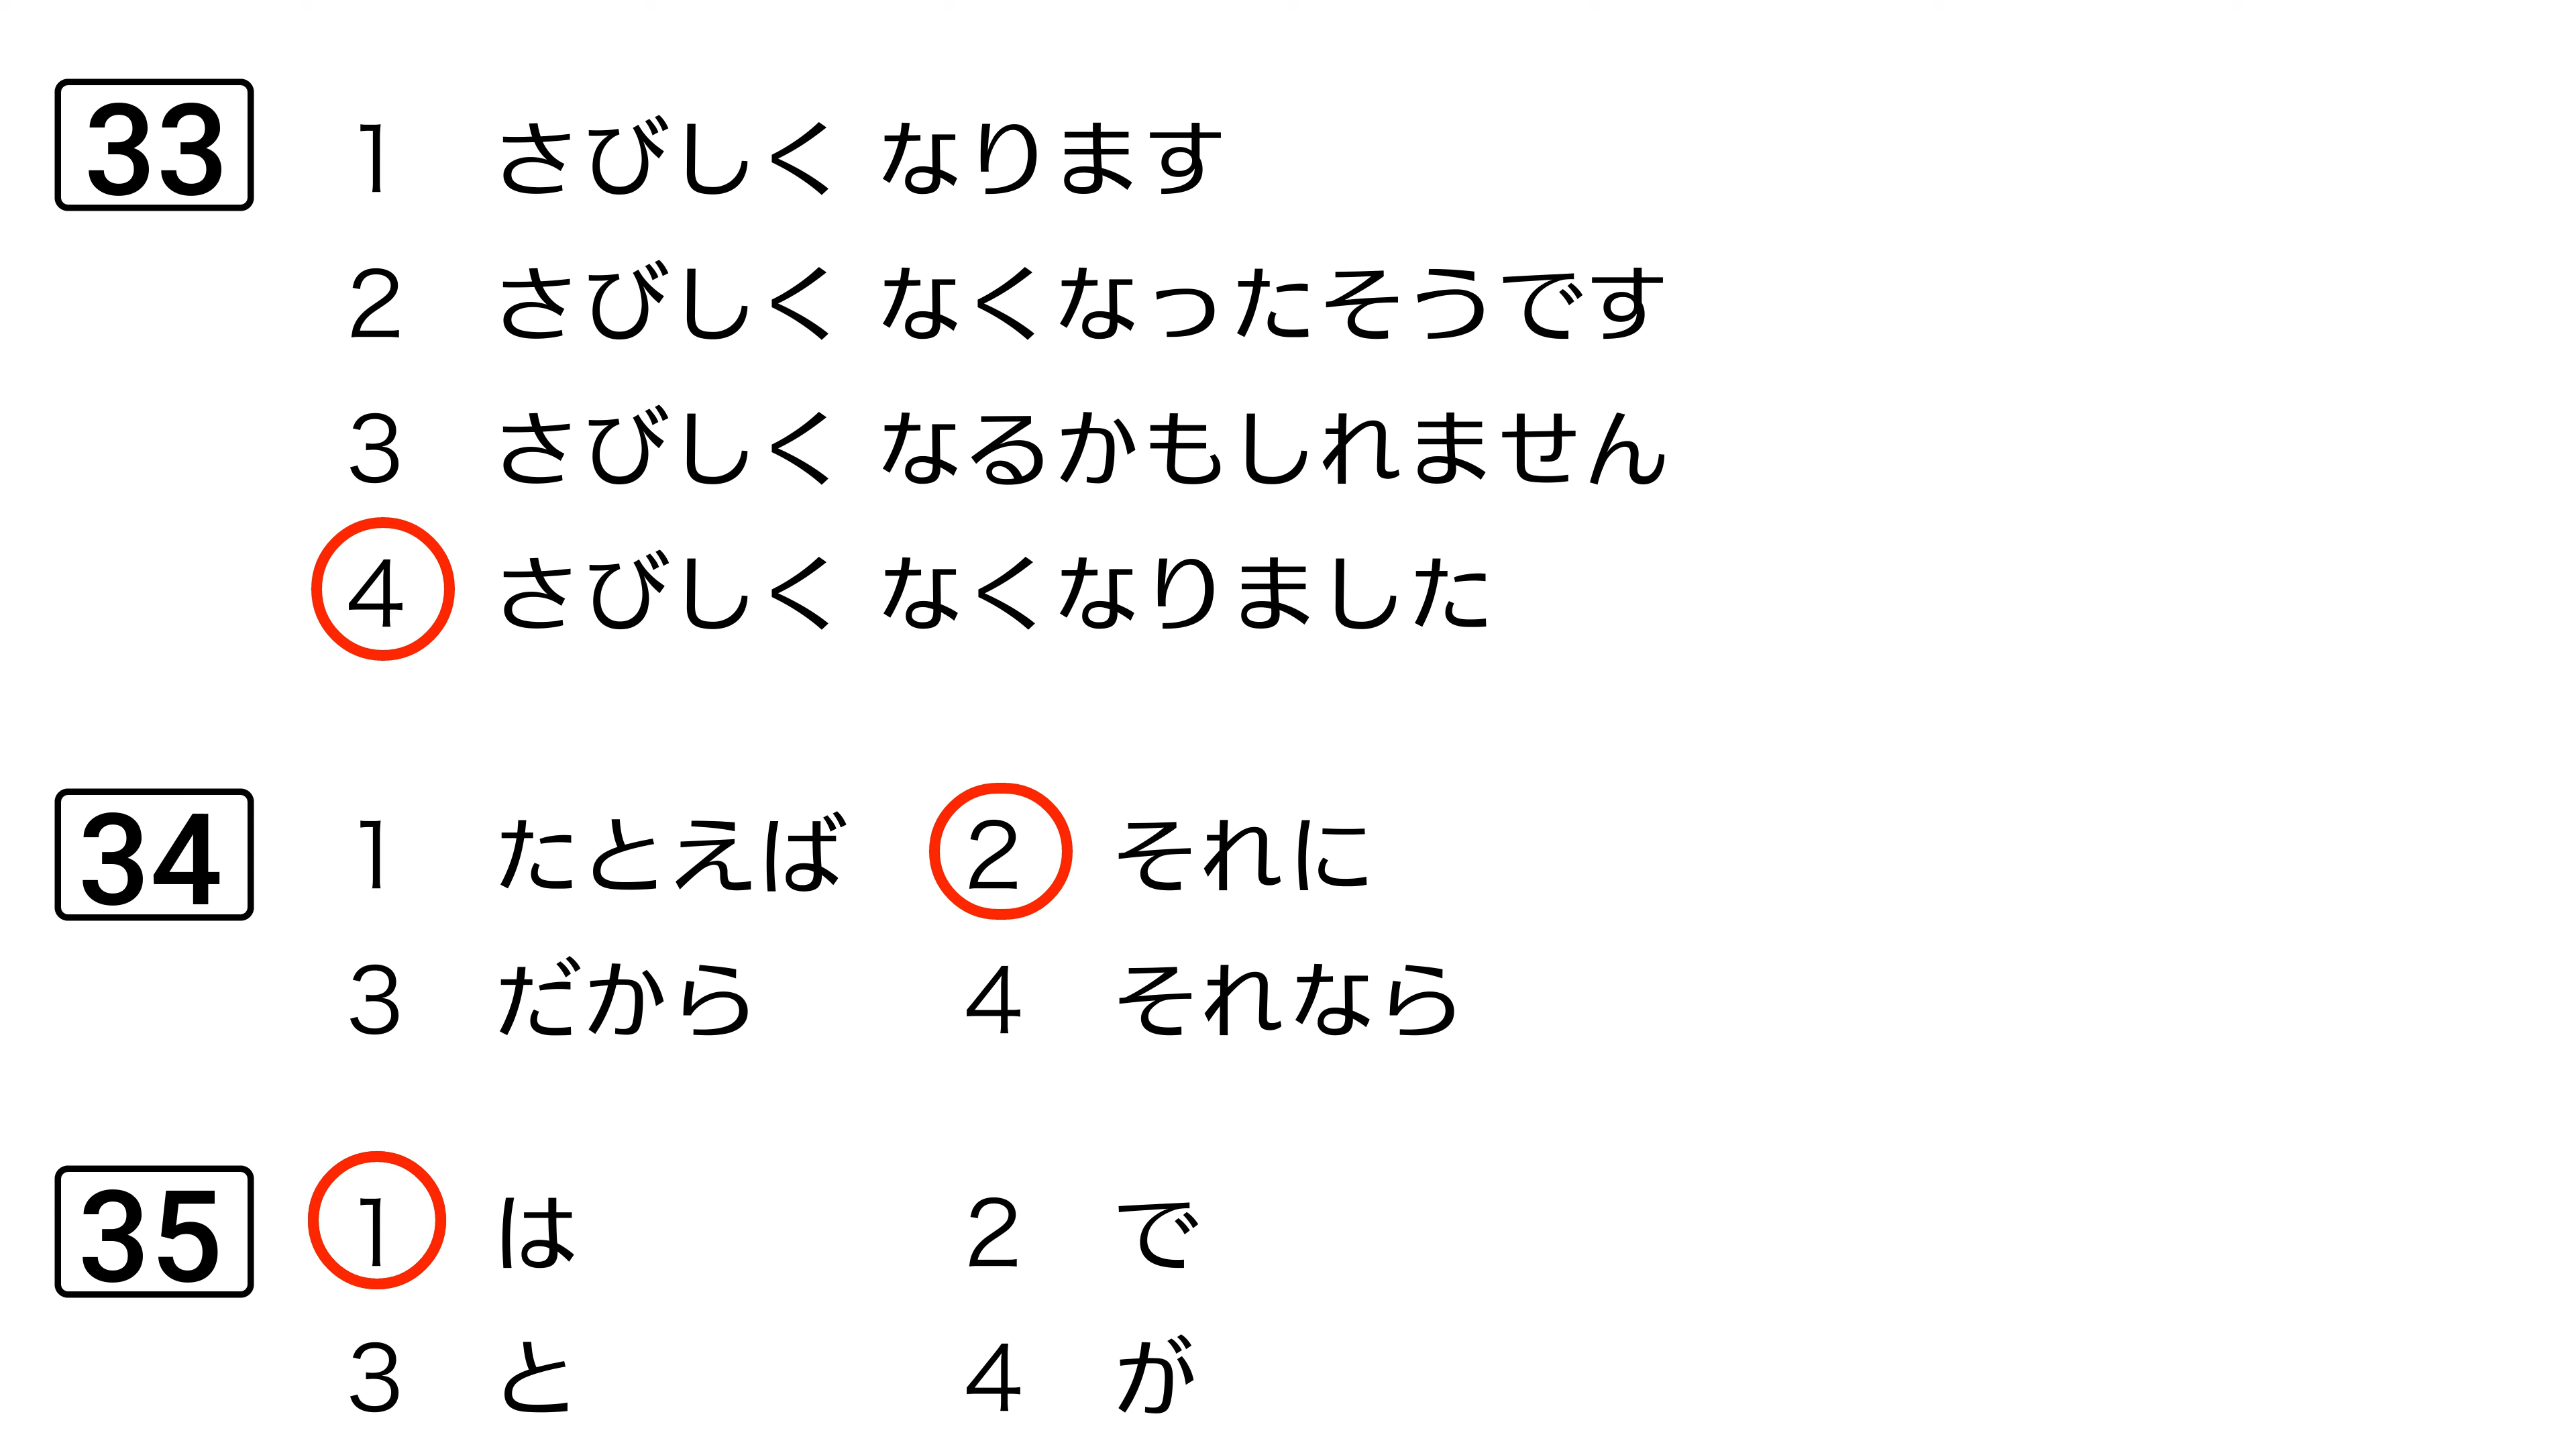 33 1 さびしく なります
2 さびしく なくなったそうです
3 さびしく なるかもしれません
4 さびしく なくなりました
34 1 たとえば 2 それに
3 だから 4 それなら
35 1 は 2 で
3 と 4 が